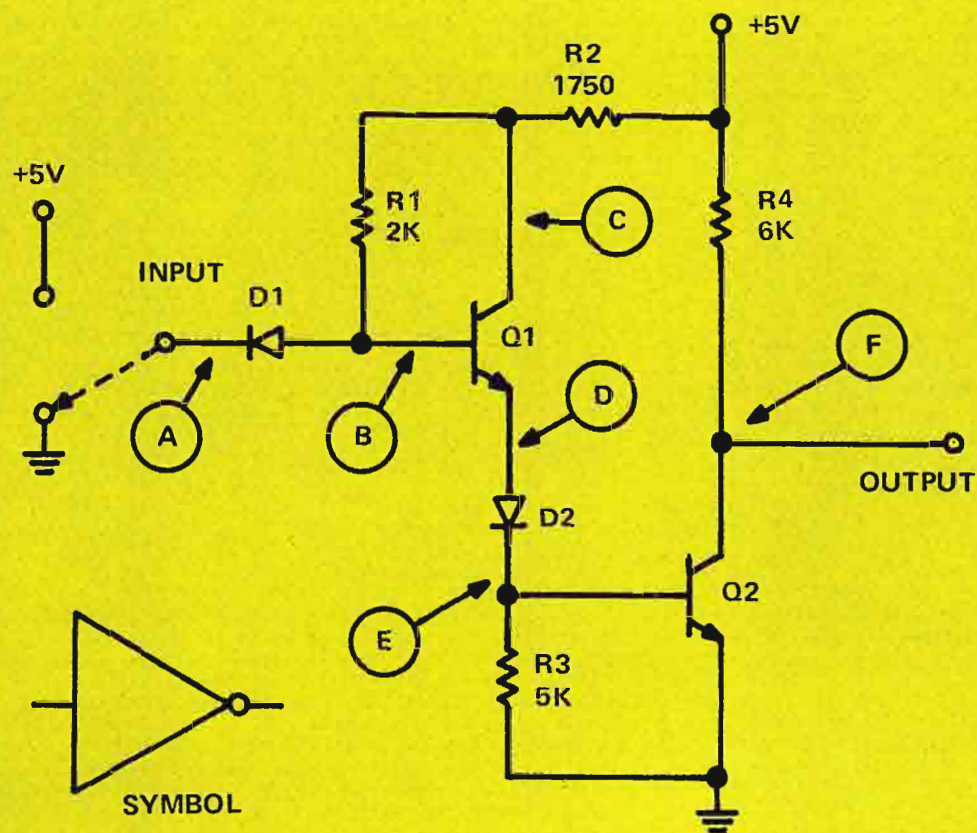 +5V
R2
1750
+5V
R1
2K
C
R4
6K
INPUT
D1
Q1
F
A
B
D
OUTPUT
D2
Q2
E
R3
5K
SYMBOL